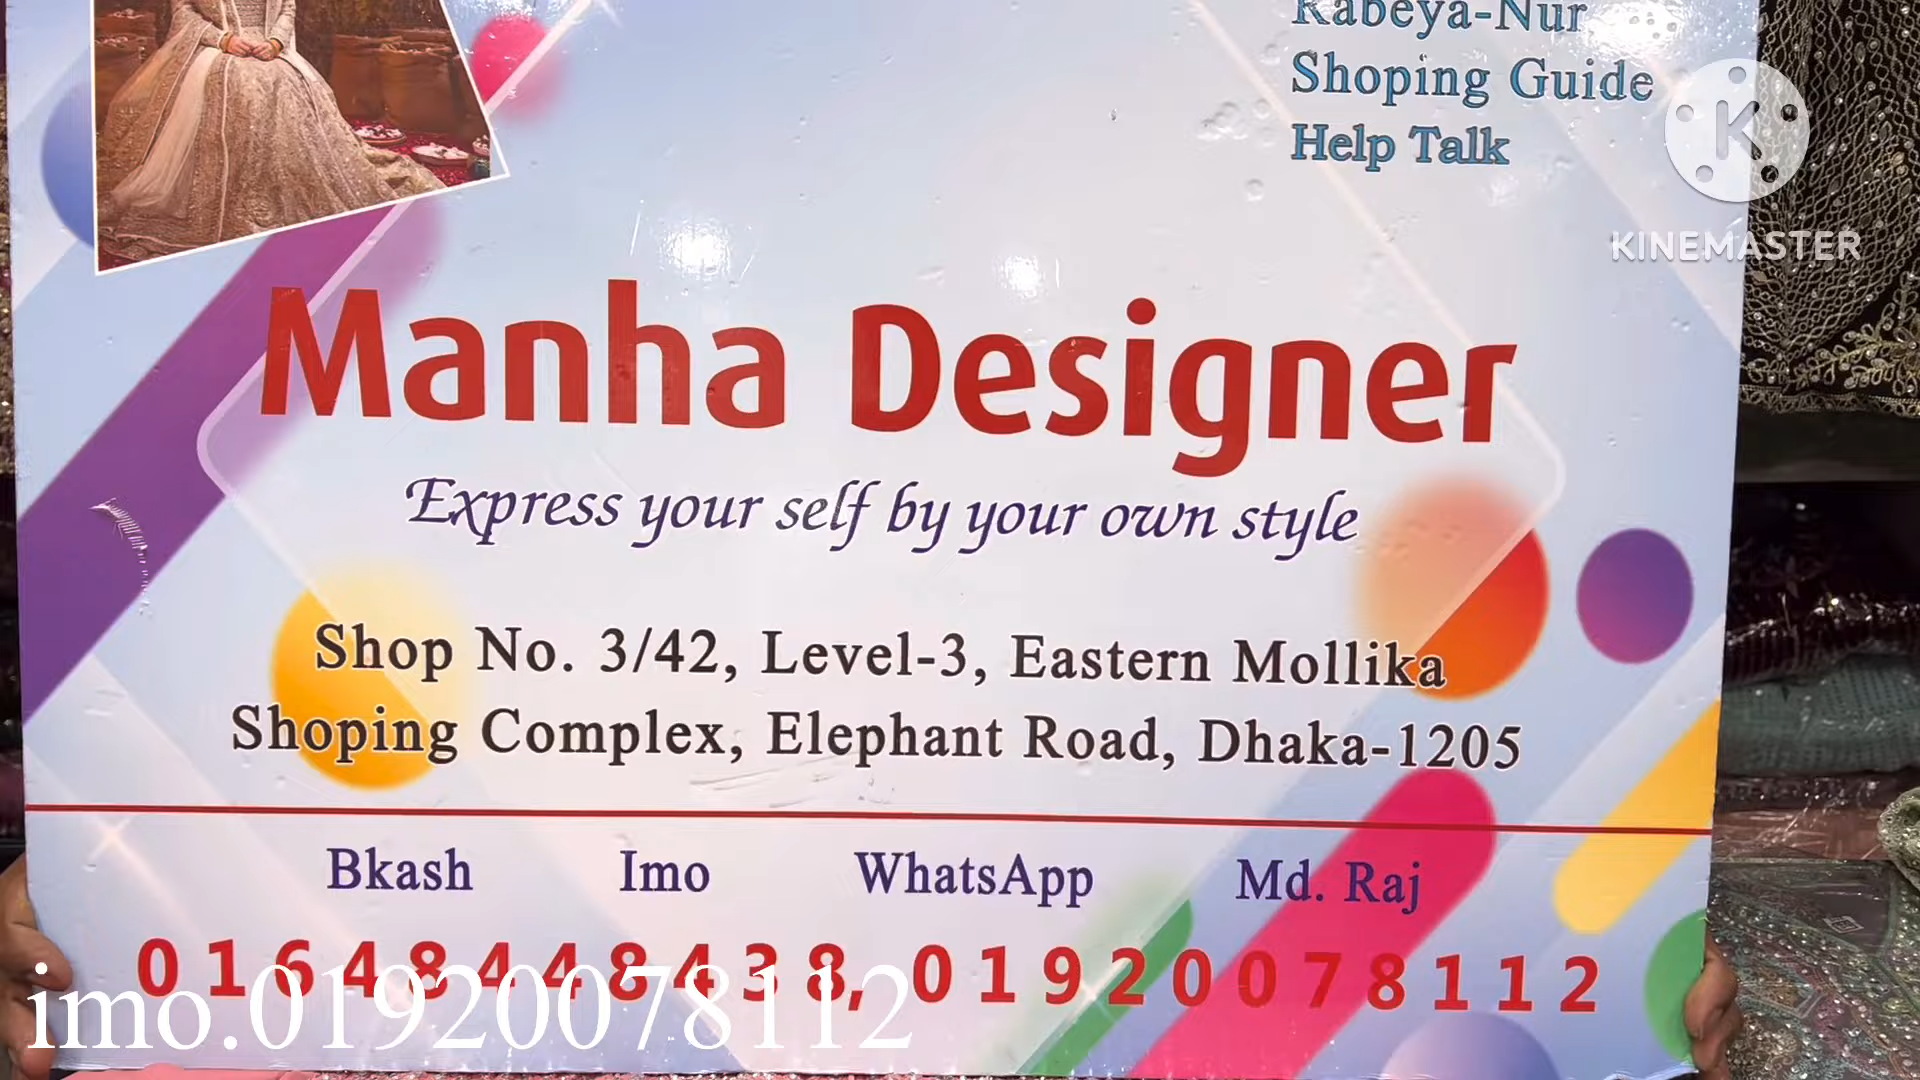 Kabeya-Nur
Shoping Guide
Help Talk
K
KINEMASTER
Manha Designer
Express your self by your own style
Shop No. 3/42, Level-3, Eastern Mollika
Shoping Complex, Elephant Road, Dhaka-1205
Bkash Imo WhatsApp Md. Raj
01648448438, 01920078112
imo.01920078112